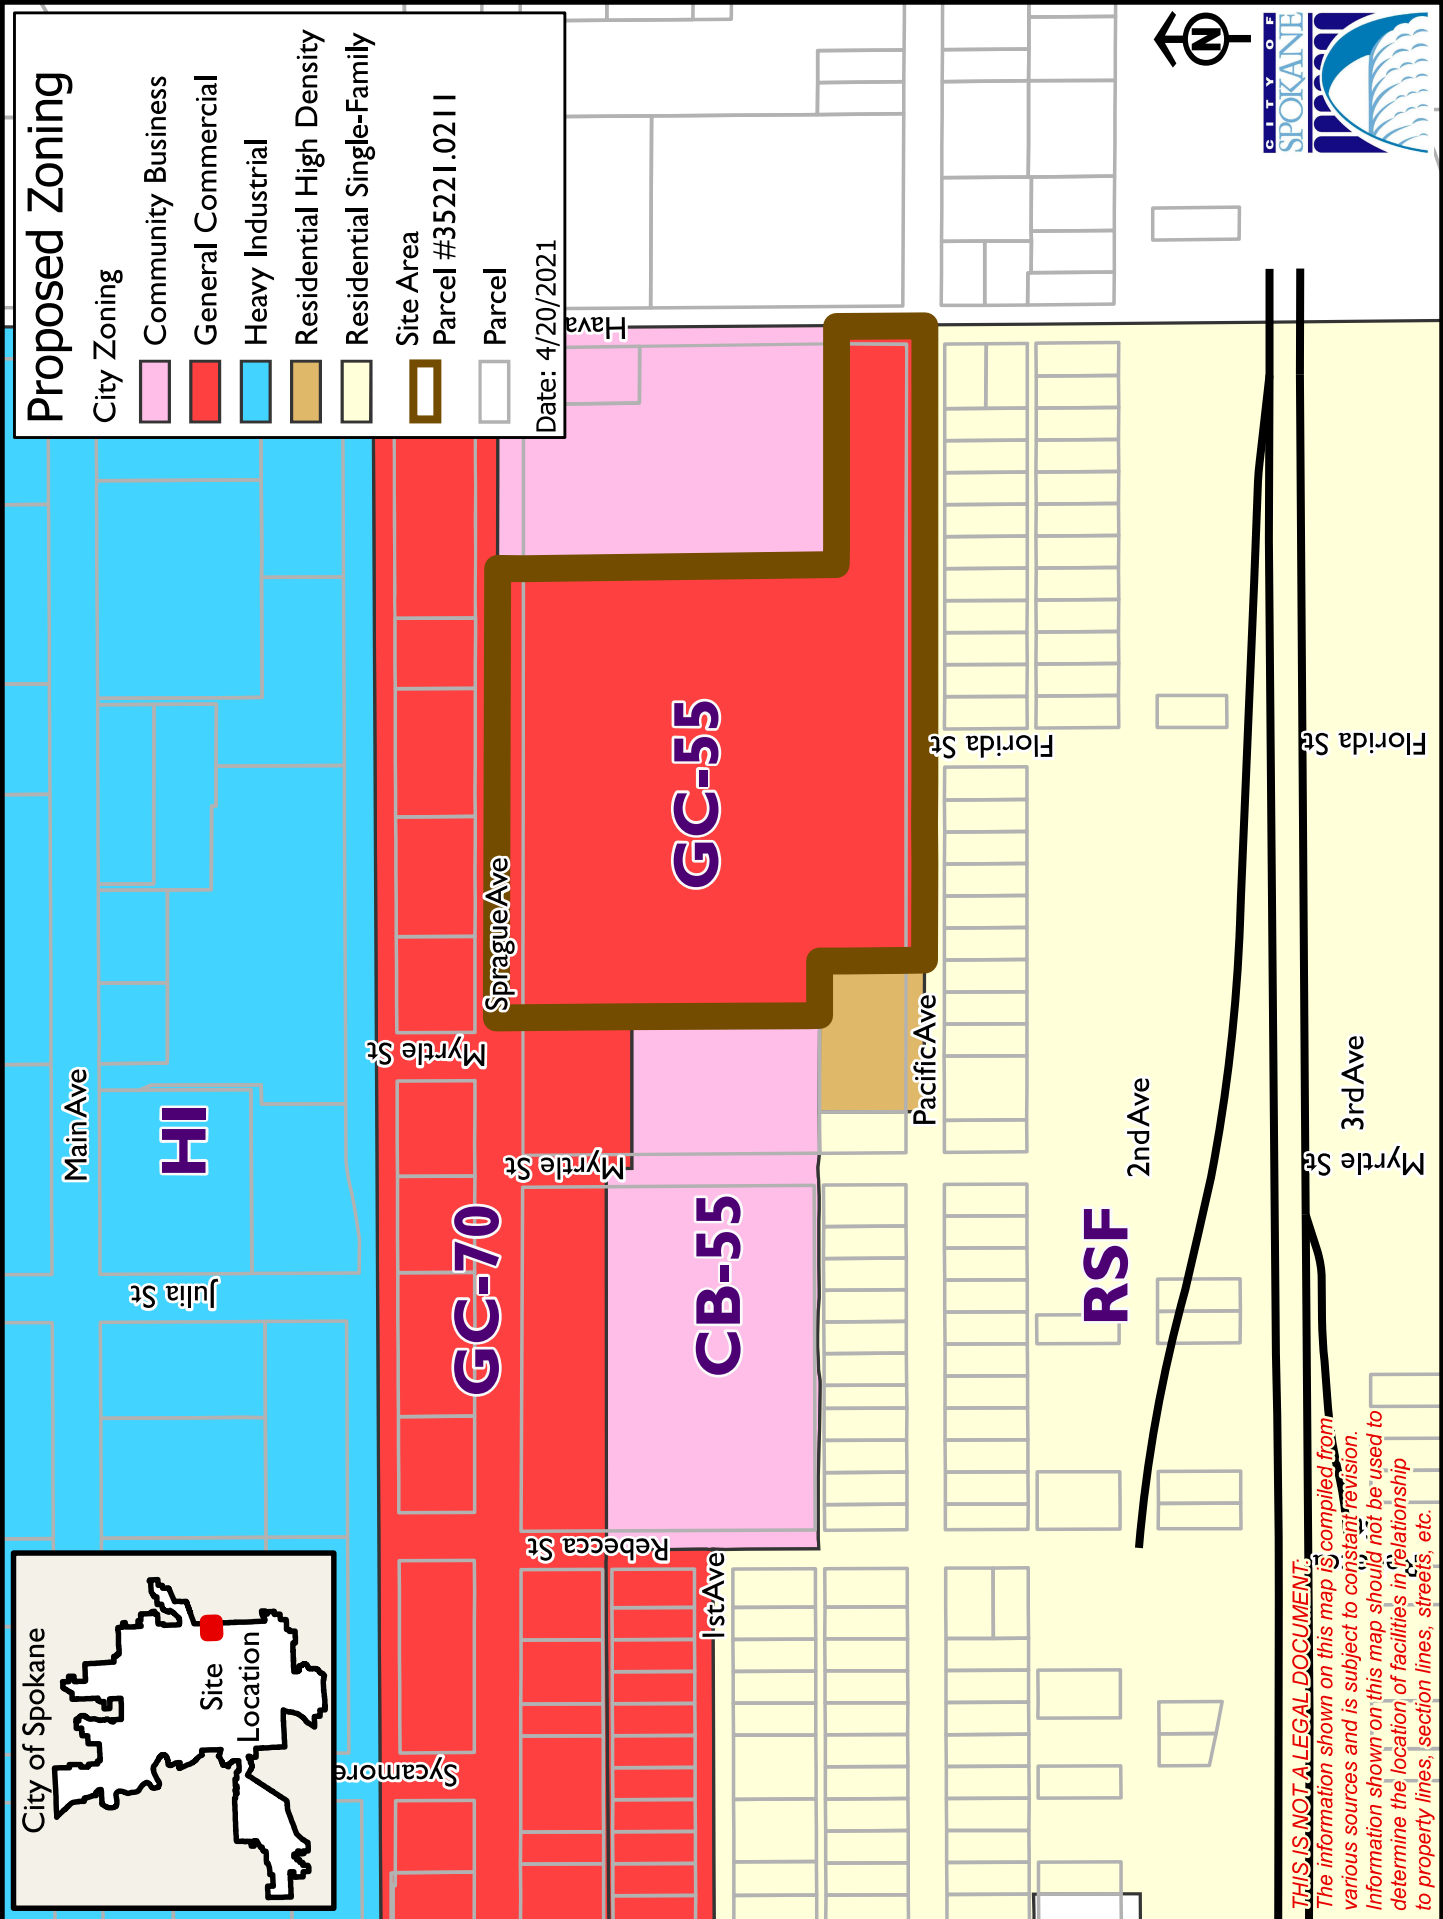 Proposed Zoning
City Zoning
Community Business
General Commercial
Heavy Industrial
Residential High Density
Residential Single-Family
Site Area
Parcel #35221.0211
Parcel
Date: 4/20/2021
N
CITY OF
SPOKANE
City of Spokane
Site
Location
Main Ave
HI
Julia St
Sycamore
Myrtle St
GC-70
Sprague Ave
Myrtle St
Rebecca St
GC-55
CB-55
1st Ave
Pacific Ave
Florida St
RSF
2nd Ave
3rd Ave
Myrtle St
Florida St
THIS IS NOT A LEGAL DOCUMENT:
The information shown on this map is compiled from
various sources and is subject to constant revision.
Information shown on this map should not be used to
determine the location of facilities in relationship
to property lines, section lines, streets, etc.